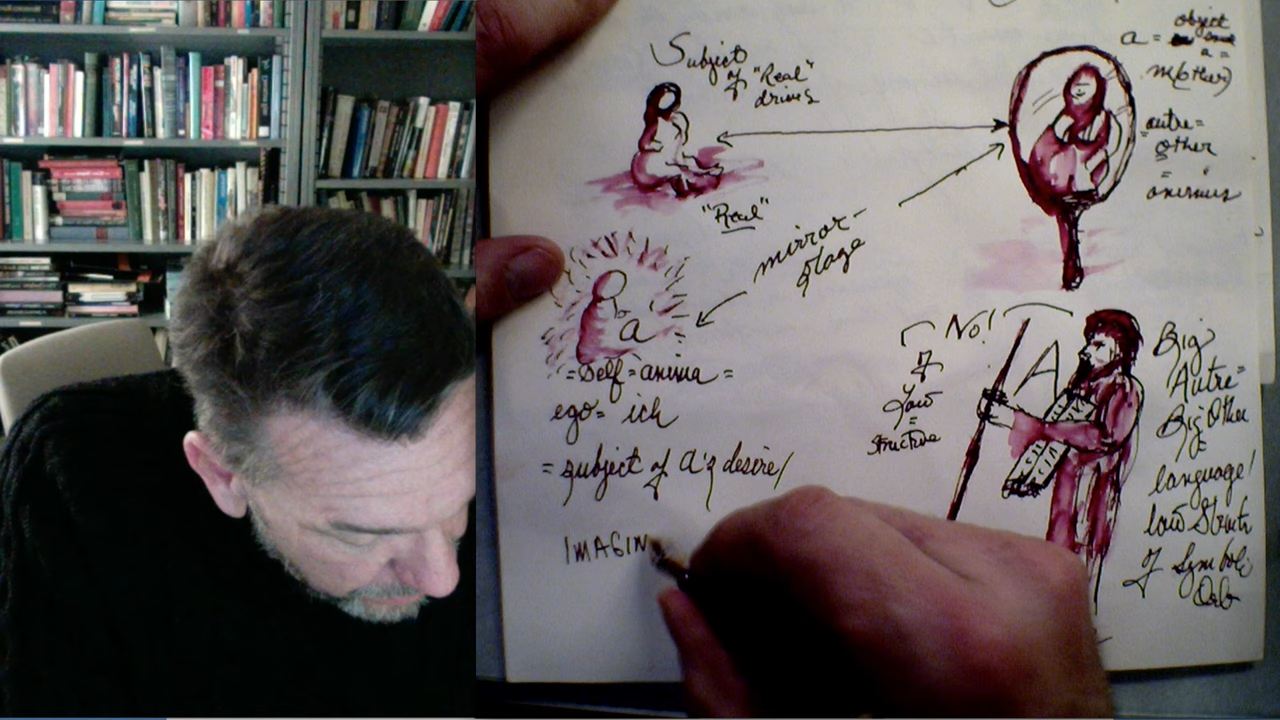 Subject
of "Real"
drives
"Real"
a = object
a =
m(other)
autre =
other
=
mirror-
stage
a
= Self = anima =
ego = ich
= subject of a's desire/
IMAGIN
No!
of
Law
=
structure
A
Big
Autre =
Big Other
=
language/
law Struct
of Symbolic